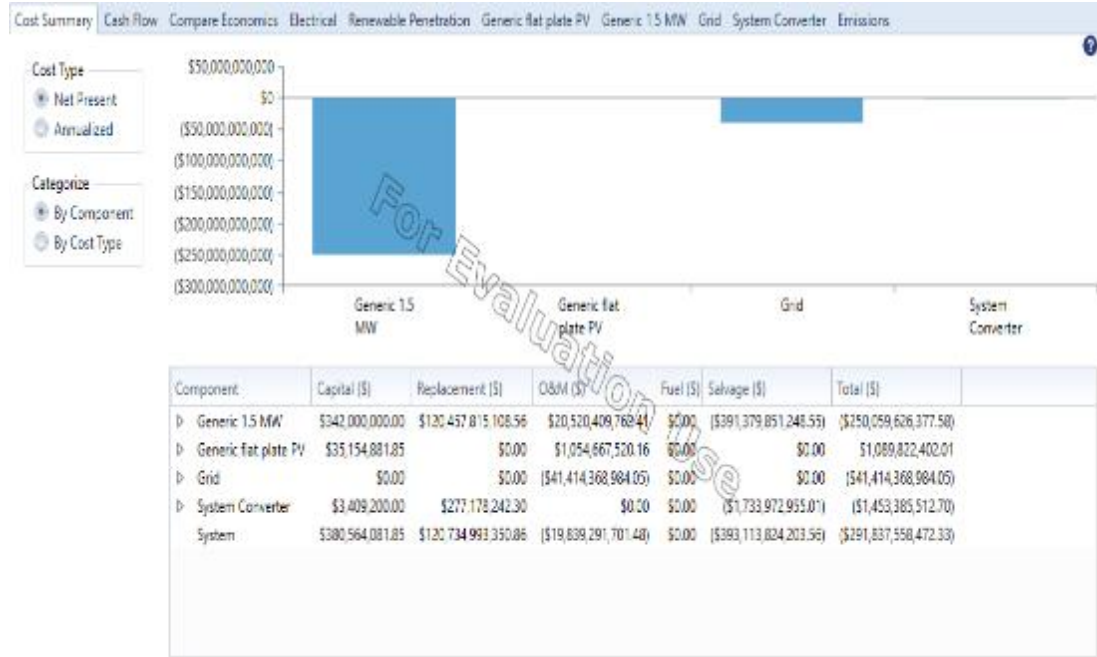 Cost Summary Cash Flow Compare Economics Electrical Renewable Penetration Generic flat plate PV Generic 1.5 MW Grid System Converter Emissions
Cost Type
Net Present
Annualized
Categorize
By Component
By Cost Type
$50,000,000,000
$0
($50,000,000,000)
($100,000,000,000)
($150,000,000,000)
($200,000,000,000)
($250,000,000,000)
($300,000,000,000)
Generic 1.5 MW
Generic flat plate PV
Grid
System Converter
For Evaluation Use
Component Capital ($) Replacement ($) O&M ($) Fuel ($) Salvage ($) Total ($)
Generic 1.5 MW $342,000,000.00 $120,457,815,108.56 $20,520,409,762.41 $0.00 ($391,379,851,248.55) ($250,059,626,377.58)
Generic flat plate PV $35,154,881.85 $0.00 $1,054,667,520.16 $0.00 $0.00 $1,089,822,402.01
Grid $0.00 $0.00 ($41,414,368,984.05) $0.00 $0.00 ($41,414,368,984.05)
System Converter $3,409,200.00 $277,178,242.30 $0.00 $0.00 ($1,733,972,955.01) ($1,453,385,512.70)
System $380,564,081.85 $120,734,993,350.86 ($19,839,291,701.48) $0.00 ($393,113,824,203.56) ($291,837,558,472.33)